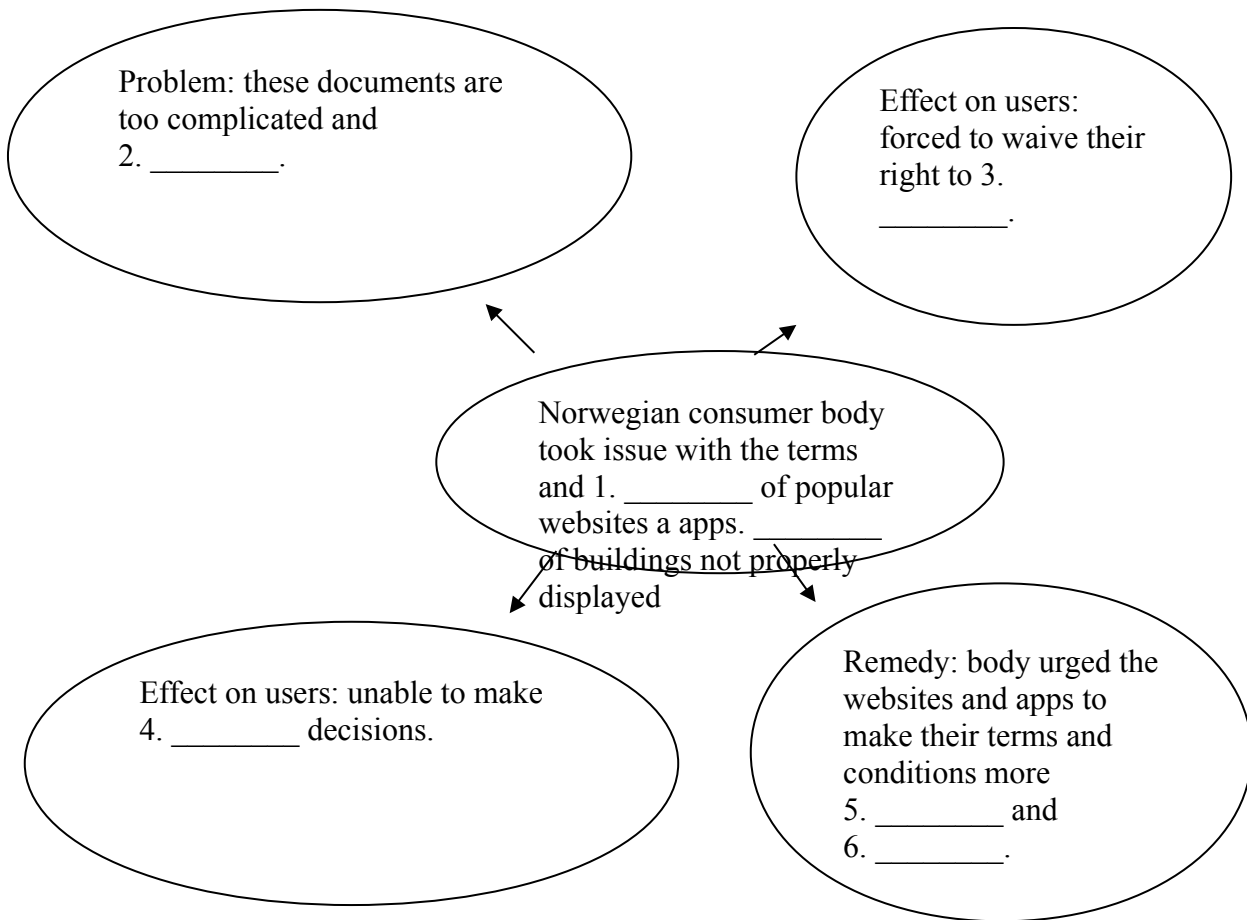 Problem: these documents are
too complicated and
2. ________.
Effect on users:
forced to waive their
right to 3.
________.
Norwegian consumer body
took issue with the terms
and 1. ________ of popular
websites a apps. ________
of buildings not properly
displayed
Effect on users: unable to make
4. ________ decisions.
Remedy: body urged the
websites and apps to
make their terms and
conditions more
5. ________ and
6. ________.